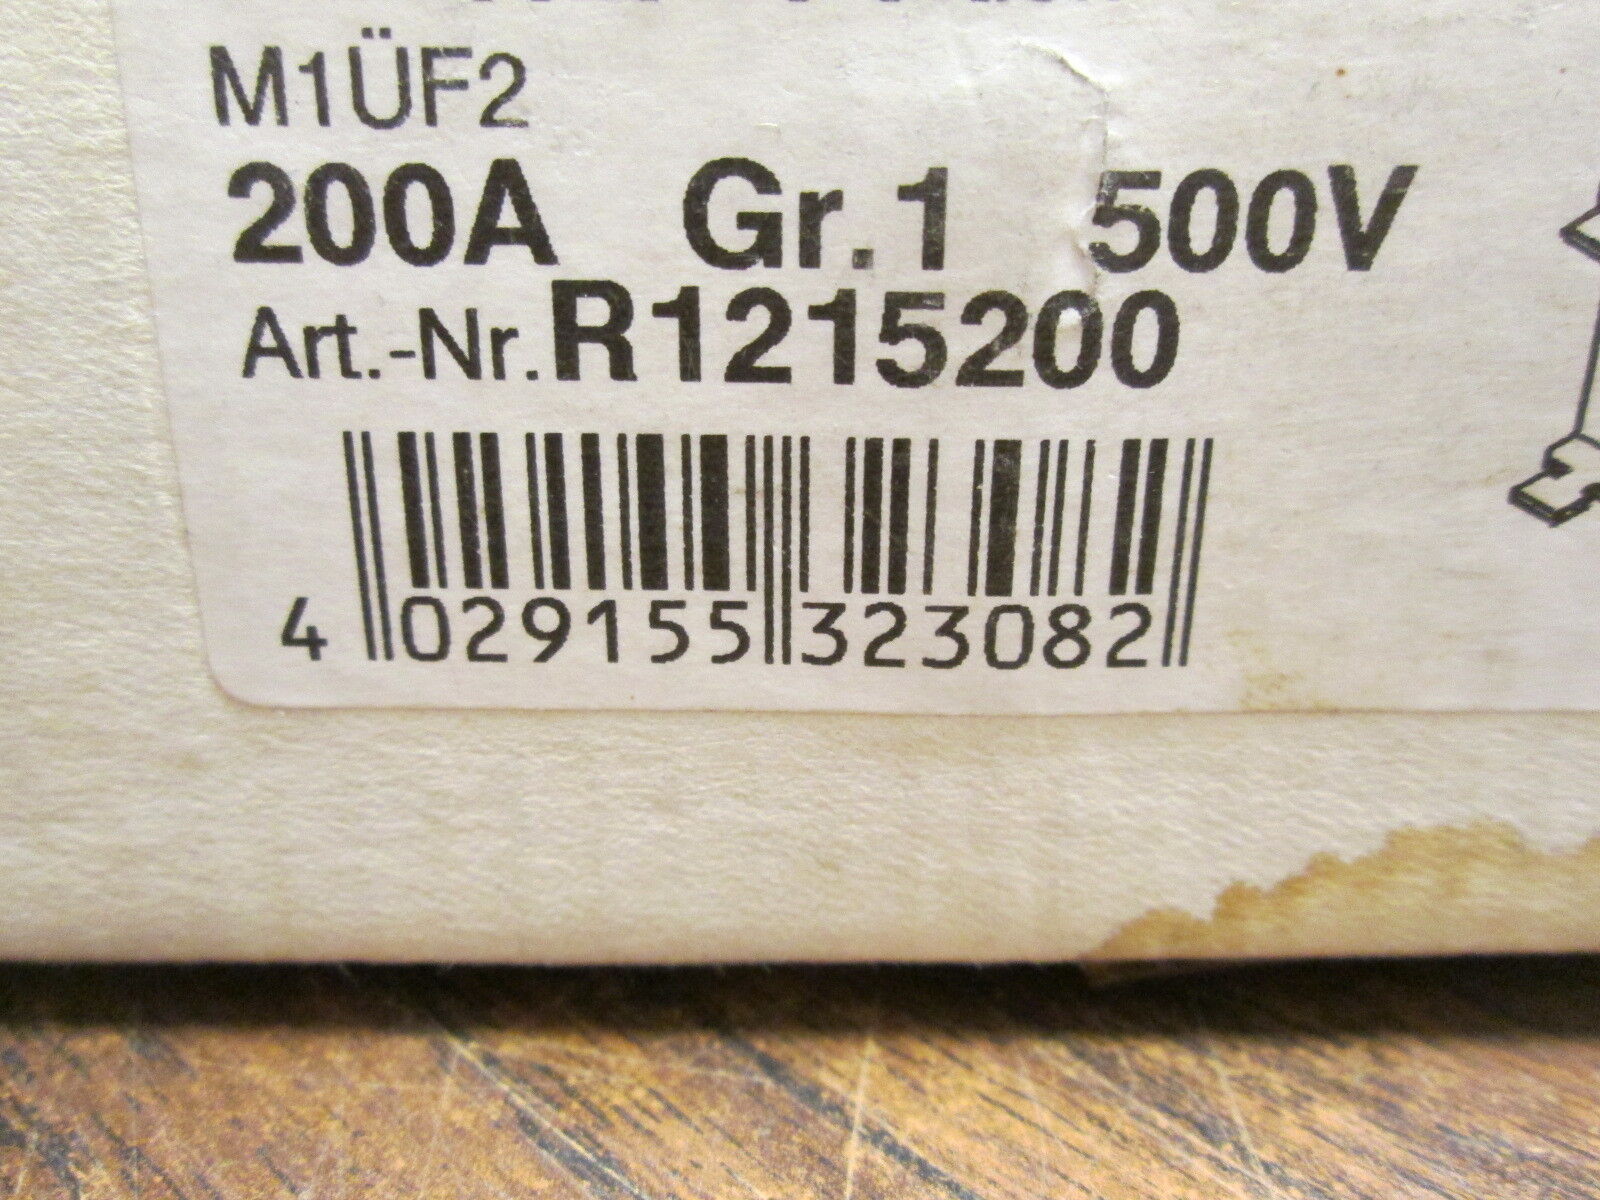 M1ÜF2
200A Gr.1 500V
Art.-Nr. R1215200
4 029155 323082